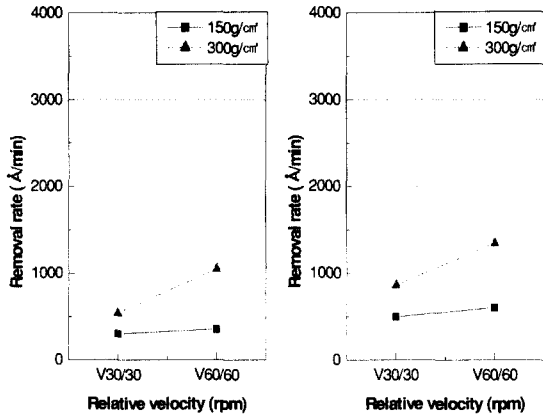 4000
150g/㎠
300g/㎠
3000
2000
1000
0
Removal rate ( Å/min)
V30/30 V60/60
Relative velocity (rpm)
4000
150g/㎠
300g/㎠
3000
2000
1000
0
Removal rate ( Å/min)
V30/30 V60/60
Relative velocity (rpm)